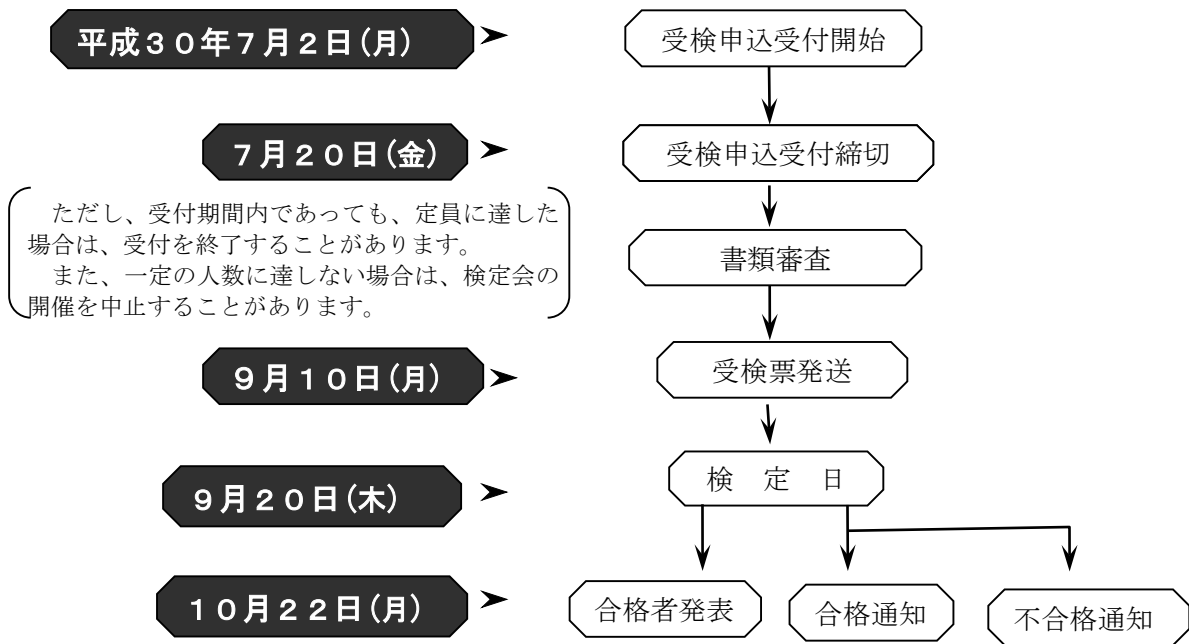 平成３０年７月２日(月)
受検申込受付開始
７月２０日(金)
受検申込受付締切
ただし、受付期間内であっても、定員に達した
場合は、受付を終了することがあります。
また、一定の人数に達しない場合は、検定会の
開催を中止することがあります。
書類審査
９月１０日(月)
受検票発送
９月２０日(木)
検　定　日
１０月２２日(月)
合格者発表
合格通知
不合格通知